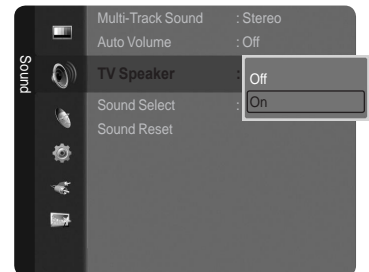 Sound
Multi-Track Sound : Stereo
Auto Volume : Off
TV Speaker :
Off
On
Sound Select :
Sound Reset